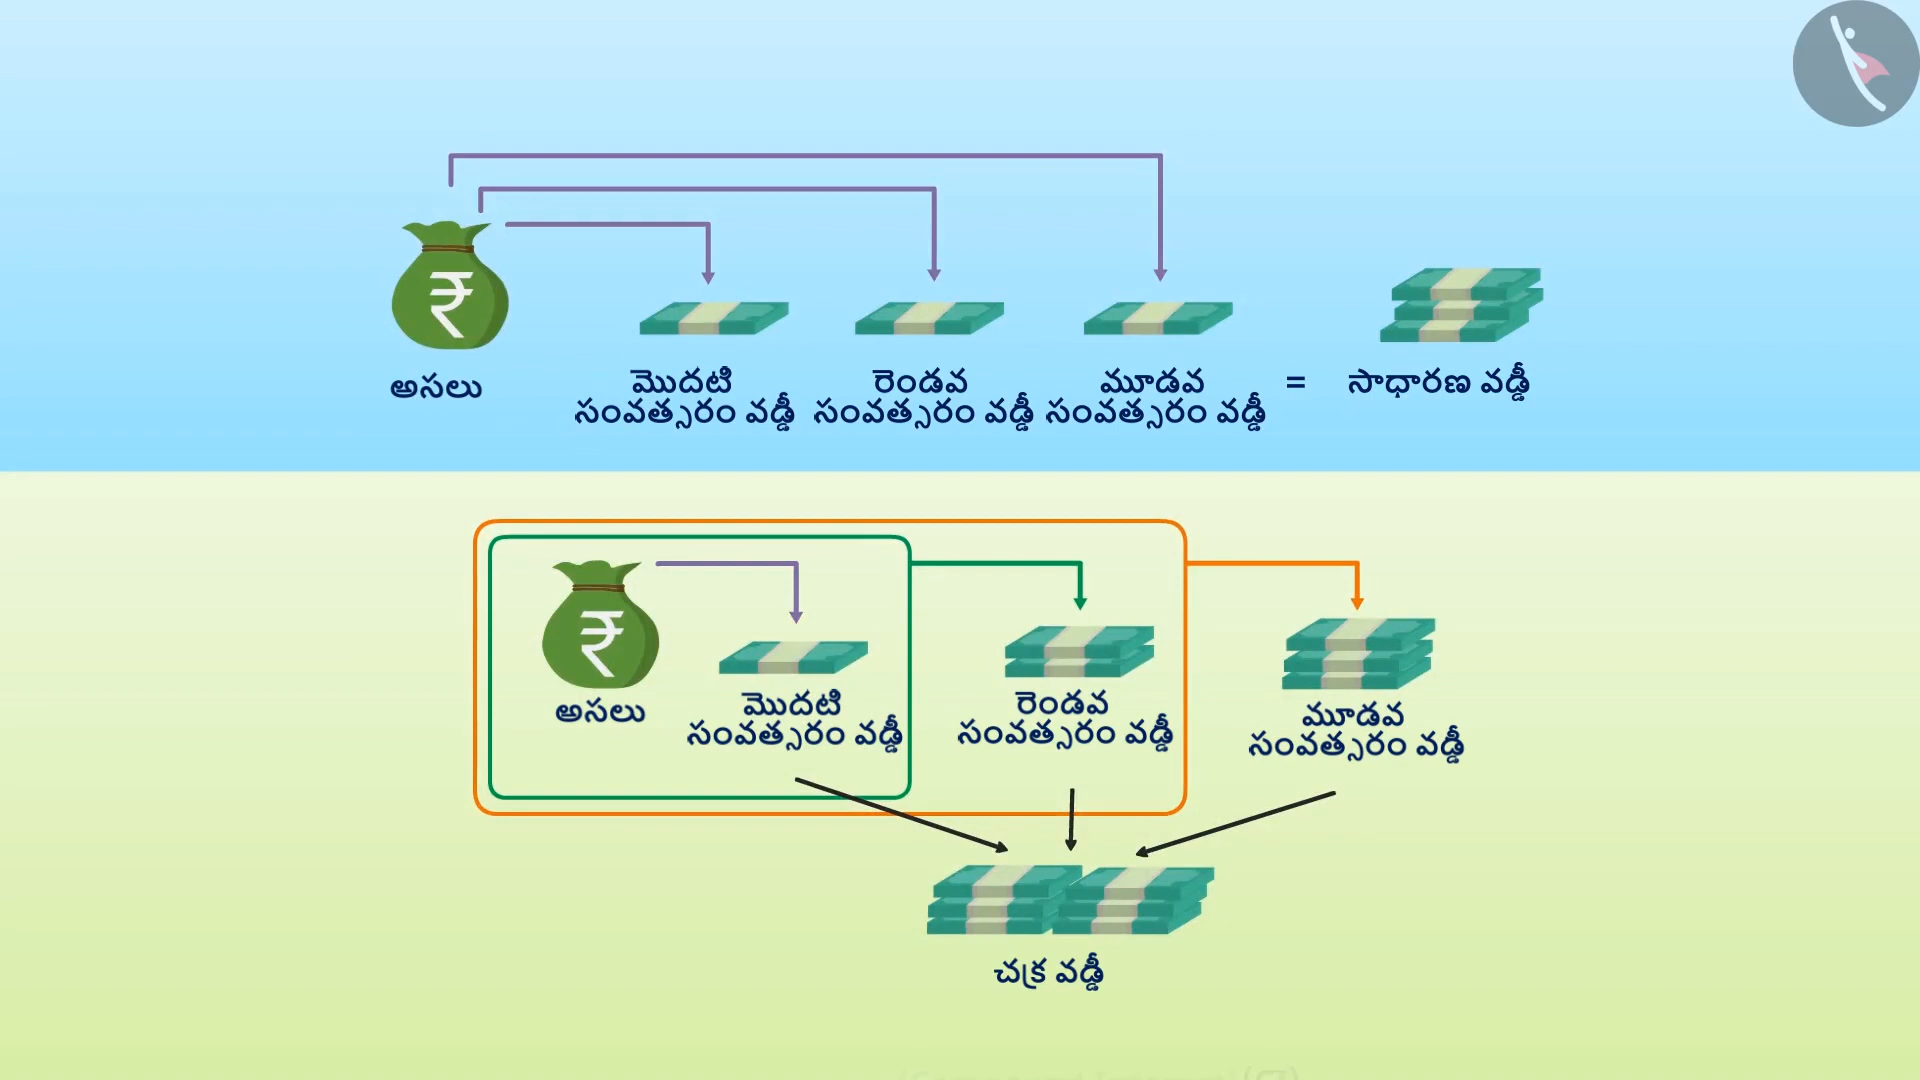 ₹
అసలు
మొదటి
సంవత్సరం వడ్డీ
రెండవ
సంవత్సరం వడ్డీ
మూడవ
సంవత్సరం వడ్డీ
=
సాధారణ వడ్డీ
₹
అసలు
మొదటి
సంవత్సరం వడ్డీ
రెండవ
సంవత్సరం వడ్డీ
మూడవ
సంవత్సరం వడ్డీ
చక్ర వడ్డీ